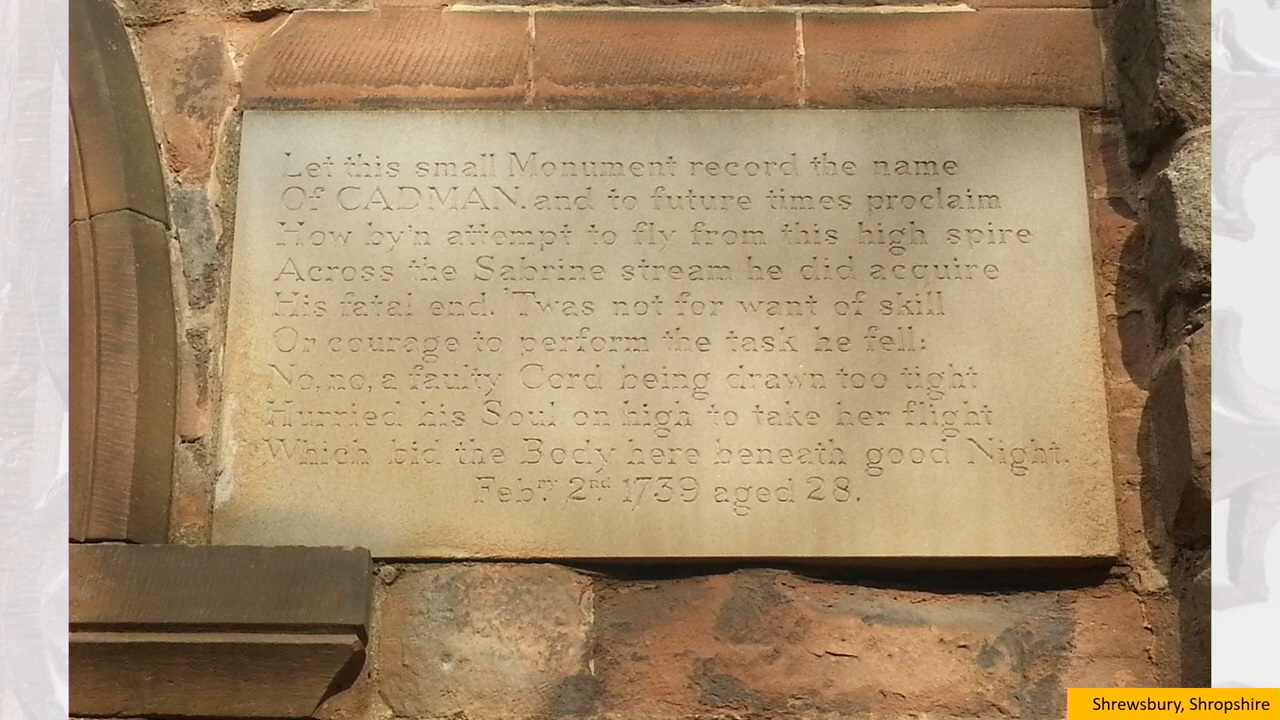 Let this small Monument record the name
Of CADMAN. and to future times proclaim
How by'n attempt to fly from this high spire
Across the Sabrine stream he did acquire
His fatal end. 'Twas not for want of skill
Or courage to perform the task he fell:
No, no, a faulty Cord being drawn too tight
Hurried his Soul on high to take her flight
Which bid the Body here beneath good Night.
Feb.ry 2nd 1739 aged 28.
Shrewsbury, Shropshire